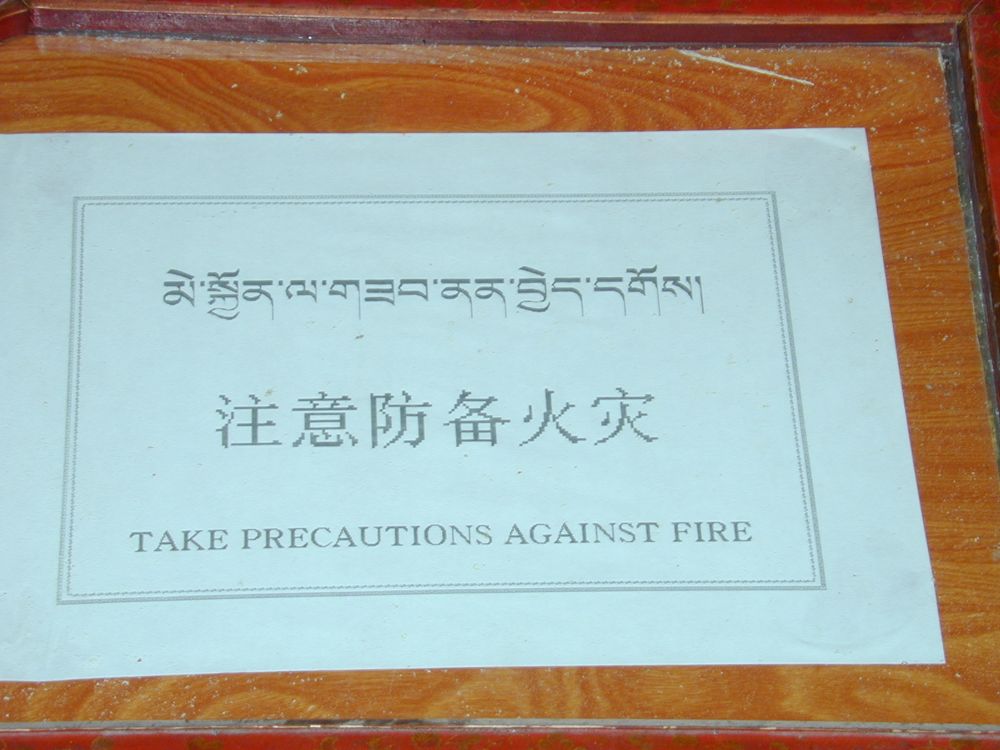 མེ་སྐྱོན་ལ་གཟབ་ནན་བྱེད་དགོས།
注意防备火灾
TAKE PRECAUTIONS AGAINST FIRE